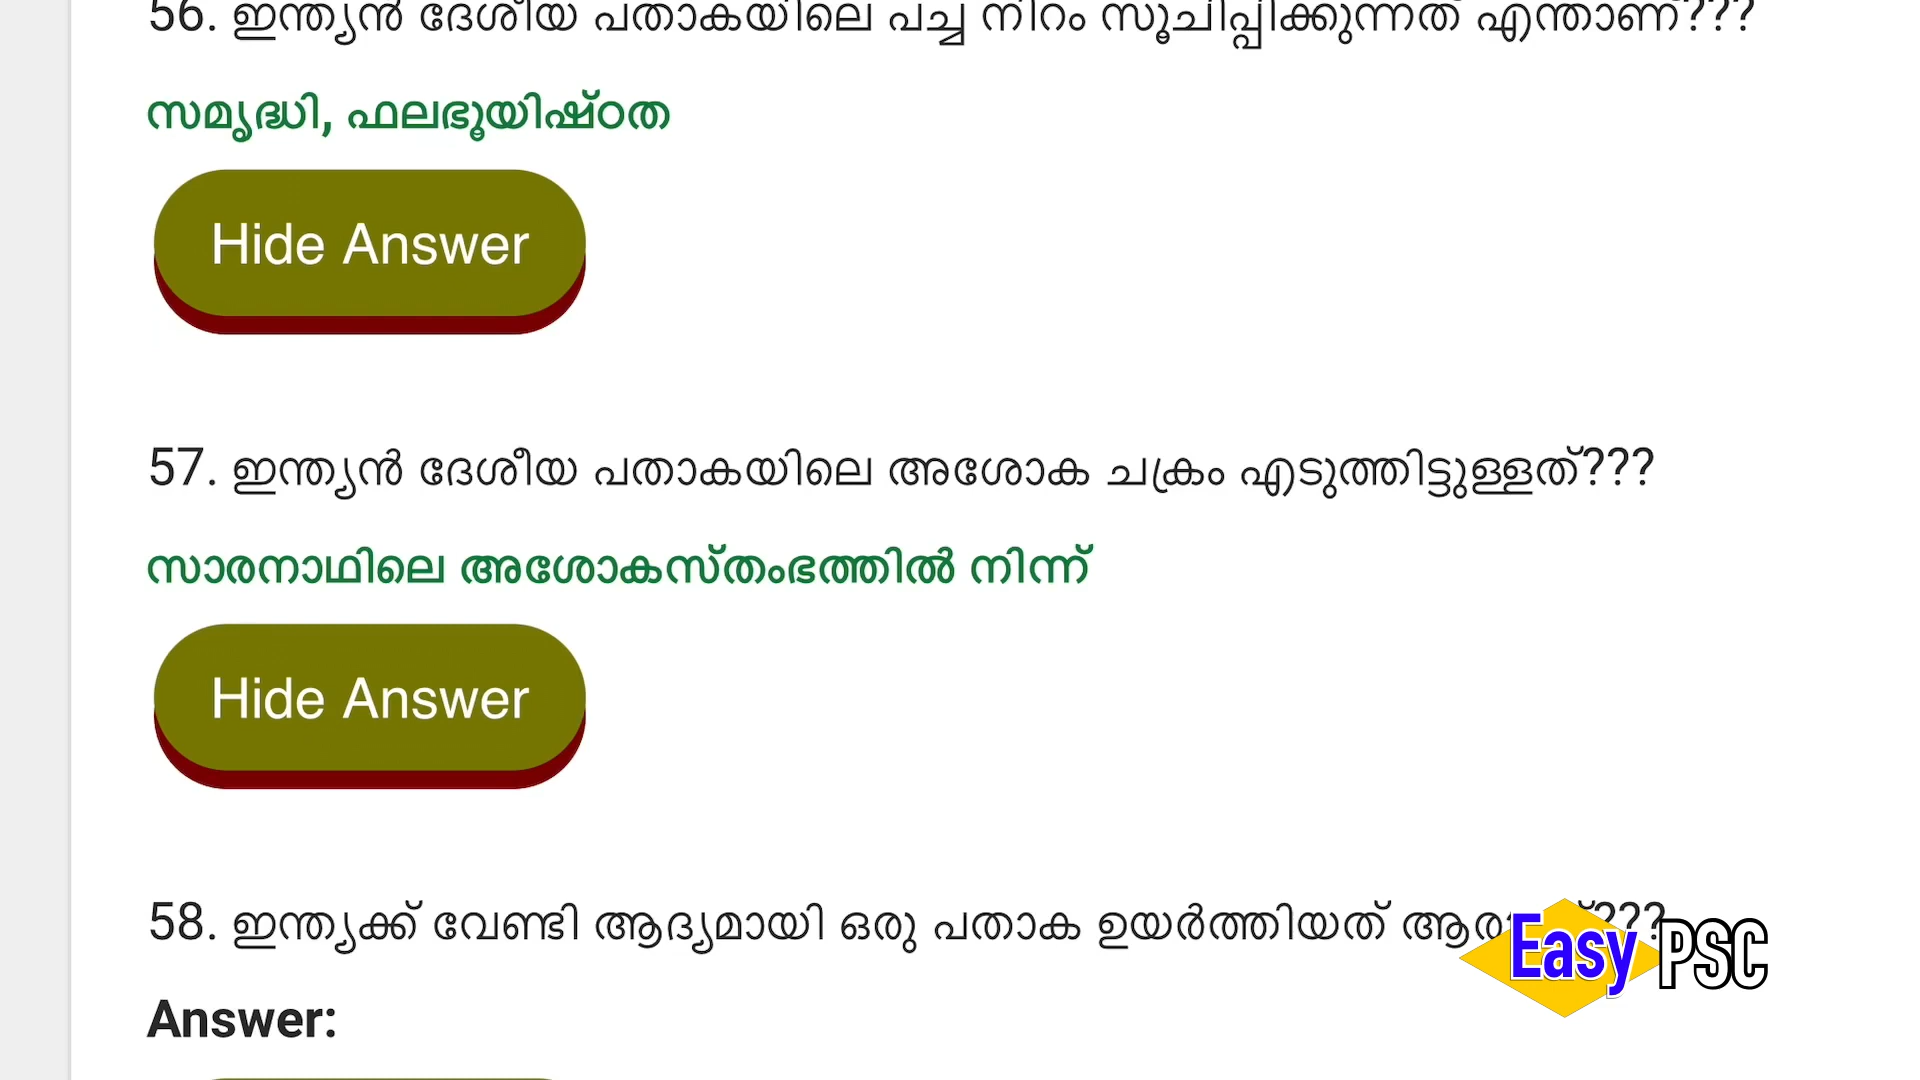 56. ഇന്ത്യൻ ദേശീയ പതാകയിലെ പച്ച നിറം സൂചിപ്പിക്കുന്നത് എന്താണ്???
സമൃദ്ധി, ഫലഭൂയിഷ്ഠത
Hide Answer
57. ഇന്ത്യൻ ദേശീയ പതാകയിലെ അശോക ചക്രം എടുത്തിട്ടുള്ളത്???
സാരനാഥിലെ അശോകസ്തംഭത്തിൽ നിന്ന്
Hide Answer
58. ഇന്ത്യക്ക് വേണ്ടി ആദ്യമായി ഒരു പതാക ഉയർത്തിയത് ???
Easy PSC
Answer: